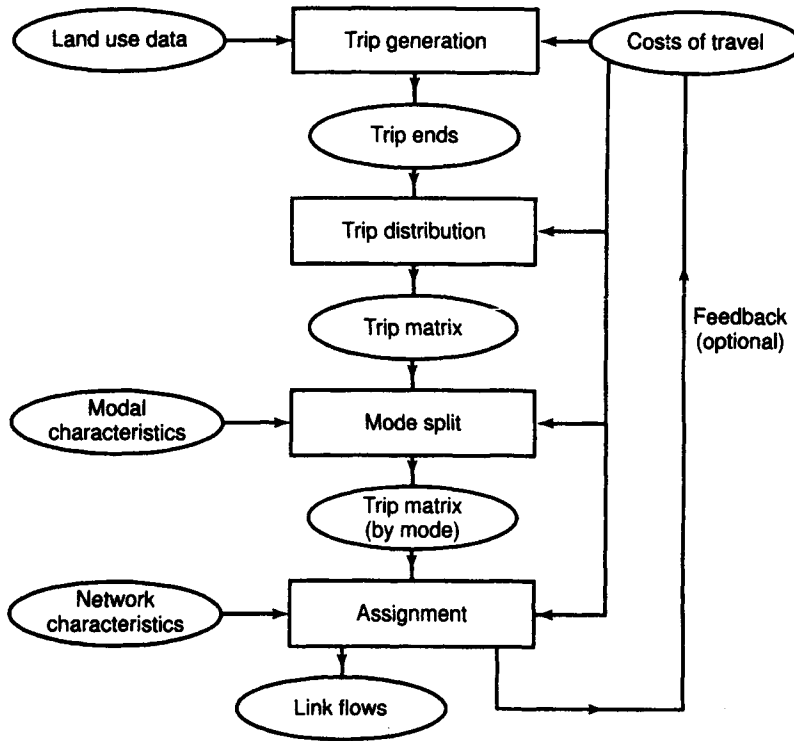 Land use data
Trip generation
Costs of travel
Trip ends
Trip distribution
Trip matrix
Feedback
(optional)
Modal
characteristics
Mode split
Trip matrix
(by mode)
Network
characteristics
Assignment
Link flows